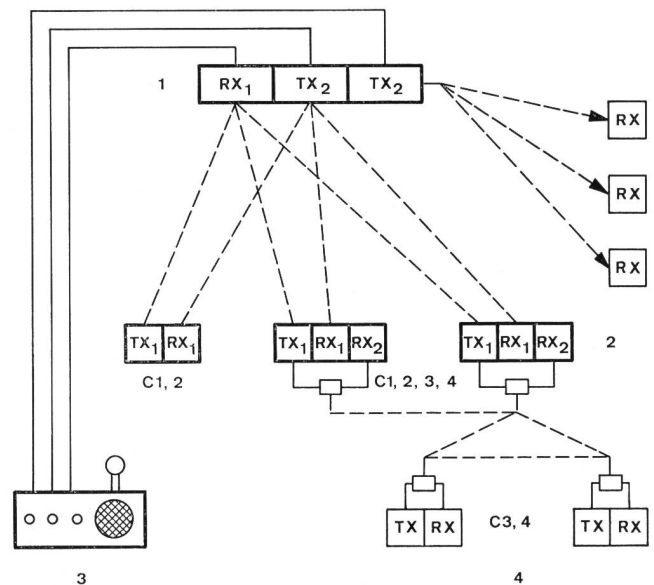 1 RX1 TX2 TX2
RX
RX
RX
TX1 RX1 TX1 RX1 RX2 TX1 RX1 RX2 2
C1, 2 C1, 2, 3, 4
TX RX C3, 4 TX RX
3 4